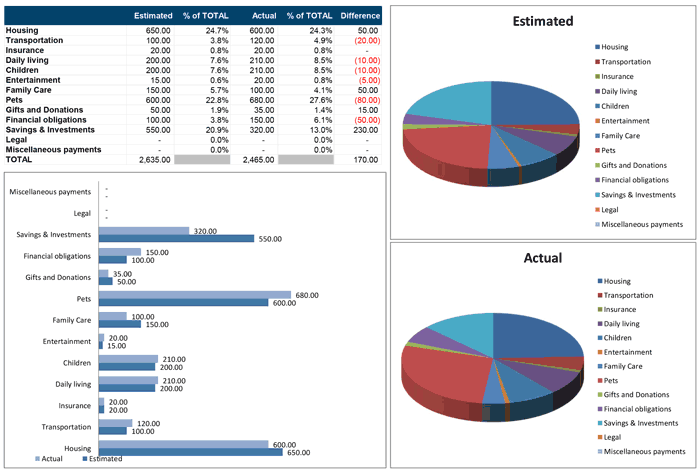 Estimated % of TOTAL Actual % of TOTAL Difference
Housing 650.00 24.7% 600.00 24.3% 50.00
Transportation 100.00 3.8% 120.00 4.9% (20.00)
Insurance 20.00 0.8% 20.00 0.8% -
Daily living 200.00 7.6% 210.00 8.5% (10.00)
Children 200.00 7.6% 210.00 8.5% (10.00)
Entertainment 15.00 0.6% 20.00 0.8% (5.00)
Family Care 150.00 5.7% 100.00 4.1% 50.00
Pets 600.00 22.8% 680.00 27.6% (80.00)
Gifts and Donations 50.00 1.9% 35.00 1.4% 15.00
Financial obligations 100.00 3.8% 150.00 6.1% (50.00)
Savings & Investments 550.00 20.9% 320.00 13.0% 230.00
Legal - 0.0% - 0.0% -
Miscellaneous payments - 0.0% - 0.0% -
TOTAL 2,635.00 2,465.00 170.00
Miscellaneous payments -
-
Legal -
-
Savings & Investments 320.00
550.00
Financial obligations 150.00
100.00
Gifts and Donations 35.00
50.00
Pets 680.00
600.00
Family Care 100.00
150.00
Entertainment 20.00
15.00
Children 210.00
200.00
Daily living 210.00
200.00
Insurance 20.00
20.00
Transportation 120.00
100.00
Housing 600.00
650.00
Actual Estimated
Estimated
Housing
Transportation
Insurance
Daily living
Children
Entertainment
Family Care
Pets
Gifts and Donations
Financial obligations
Savings & Investments
Legal
Miscellaneous payments
Actual
Housing
Transportation
Insurance
Daily living
Children
Entertainment
Family Care
Pets
Gifts and Donations
Financial obligations
Savings & Investments
Legal
Miscellaneous payments